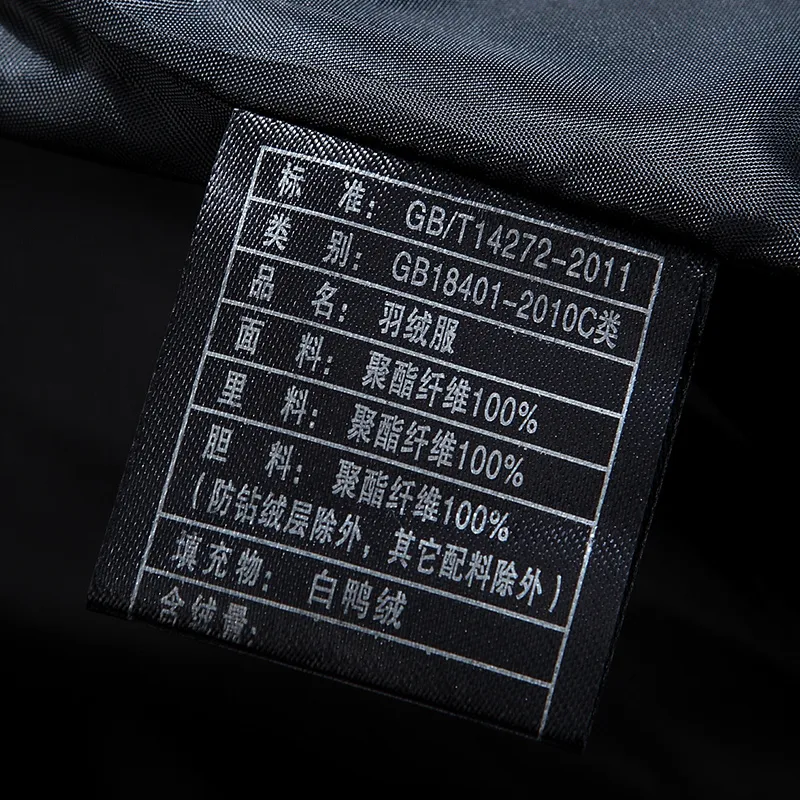 标 准: GB/T14272-2011
类 别: GB18401-2010C类
品 名: 羽绒服
面 料: 聚酯纤维100%
里 料: 聚酯纤维100%
胆 料: 聚酯纤维100%
(防钻绒层除外, 其它配料除外)
填充物: 白鸭绒
含绒骨: